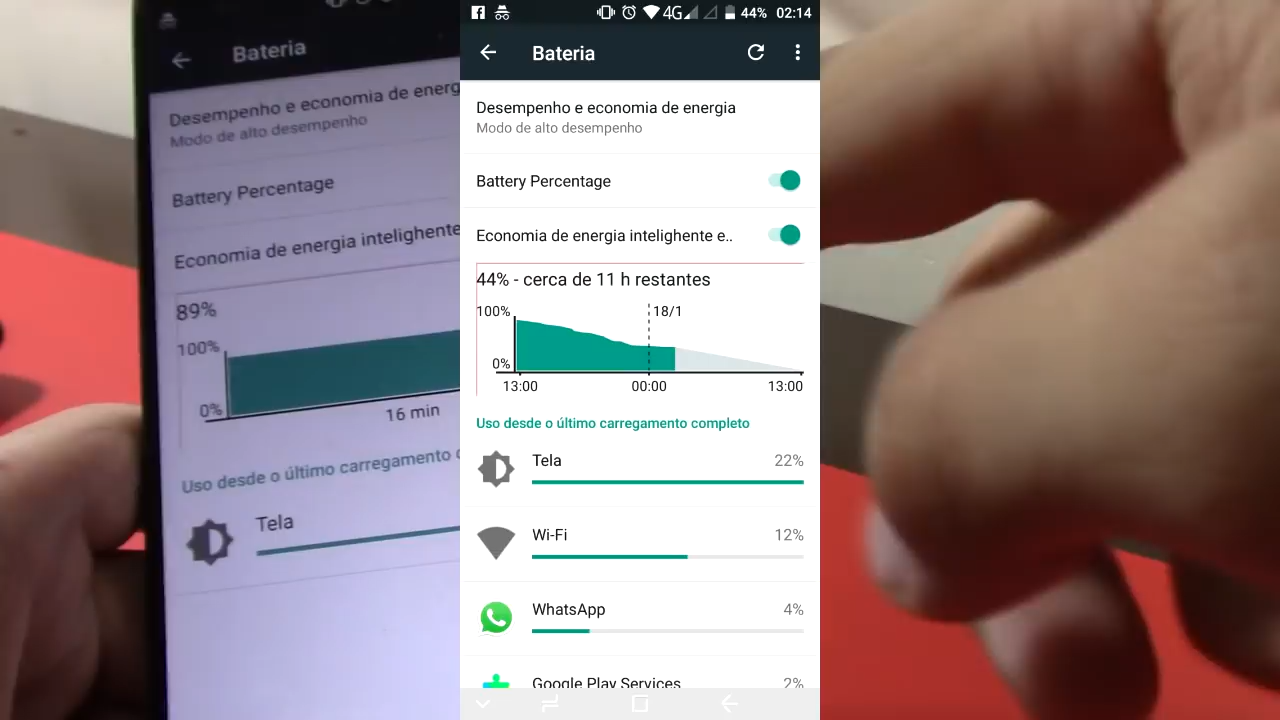 Bateria
Desempenho e economia de energ
Modo de alto desempenho
Battery Percentage
Economia de energia intelighente
89%
100%
0%
16 min
Uso desde o último carregamento
Tela
4G 44% 02:14
Bateria
Desempenho e economia de energia
Modo de alto desempenho
Battery Percentage
Economia de energia intelighente e..
44% - cerca de 11 h restantes
100% 18/1
0%
13:00 00:00 13:00
Uso desde o último carregamento completo
Tela 22%
Wi-Fi 12%
WhatsApp 4%
Google Play Services 2%